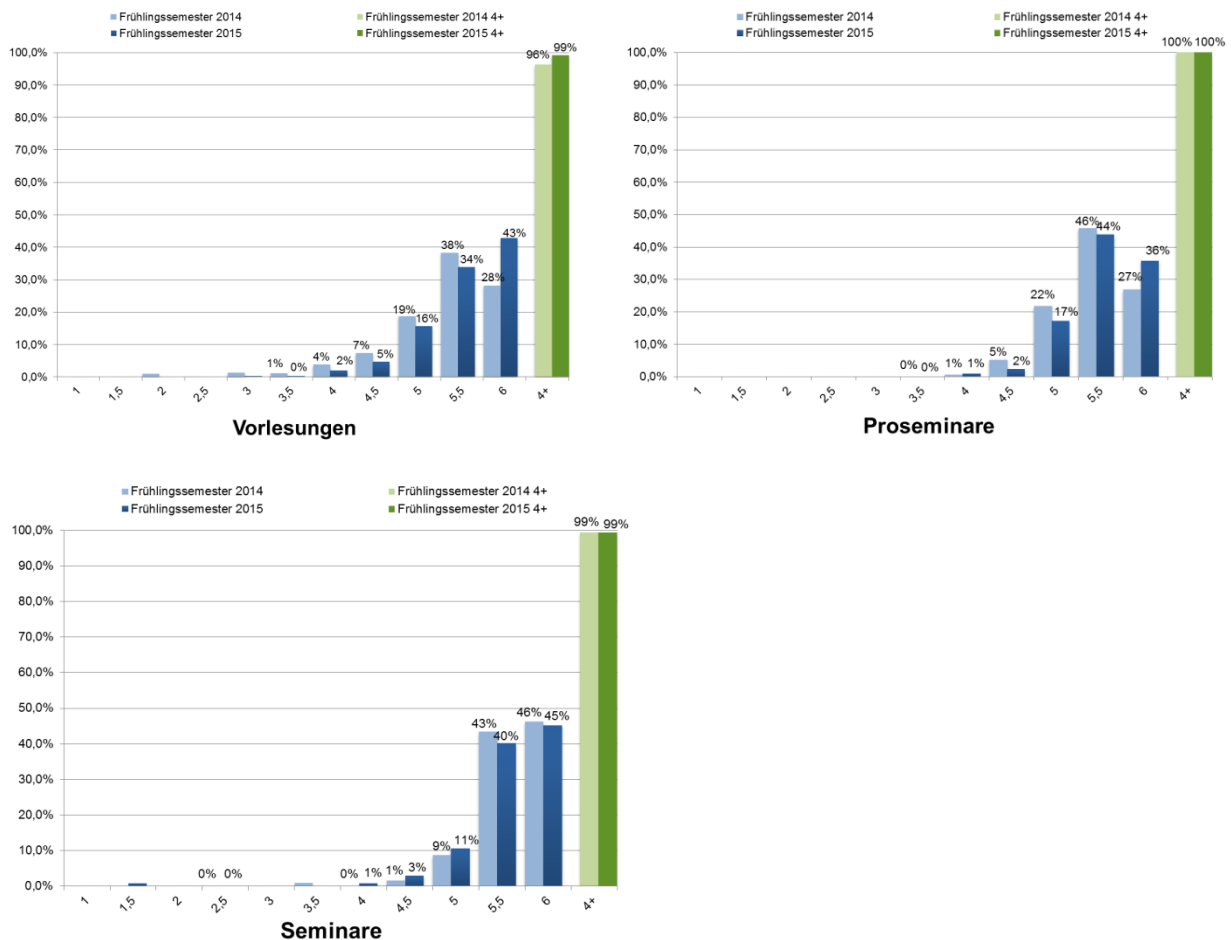 Frühlingssemester 2014 Frühlingssemester 2014 4+
Frühlingssemester 2015 Frühlingssemester 2015 4+
100,0%
90,0%
80,0%
70,0%
60,0%
50,0%
40,0%
30,0%
20,0%
10,0%
0,0%
1% 0% 4% 2% 7% 5% 19% 16% 38% 34% 28% 43% 96% 99%
1 1,5 2 2,5 3 3,5 4 4,5 5 5,5 6 4+
Vorlesungen
Frühlingssemester 2014 Frühlingssemester 2014 4+
Frühlingssemester 2015 Frühlingssemester 2015 4+
100,0%
90,0%
80,0%
70,0%
60,0%
50,0%
40,0%
30,0%
20,0%
10,0%
0,0%
0% 0% 1% 1% 5% 2% 22% 17% 46% 44% 27% 36% 100% 100%
1 1,5 2 2,5 3 3,5 4 4,5 5 5,5 6 4+
Proseminare
Frühlingssemester 2014 Frühlingssemester 2014 4+
Frühlingssemester 2015 Frühlingssemester 2015 4+
100,0%
90,0%
80,0%
70,0%
60,0%
50,0%
40,0%
30,0%
20,0%
10,0%
0,0%
0% 0% 0% 1% 1% 3% 9% 11% 43% 40% 46% 45% 99% 99%
1 1,5 2 2,5 3 3,5 4 4,5 5 5,5 6 4+
Seminare